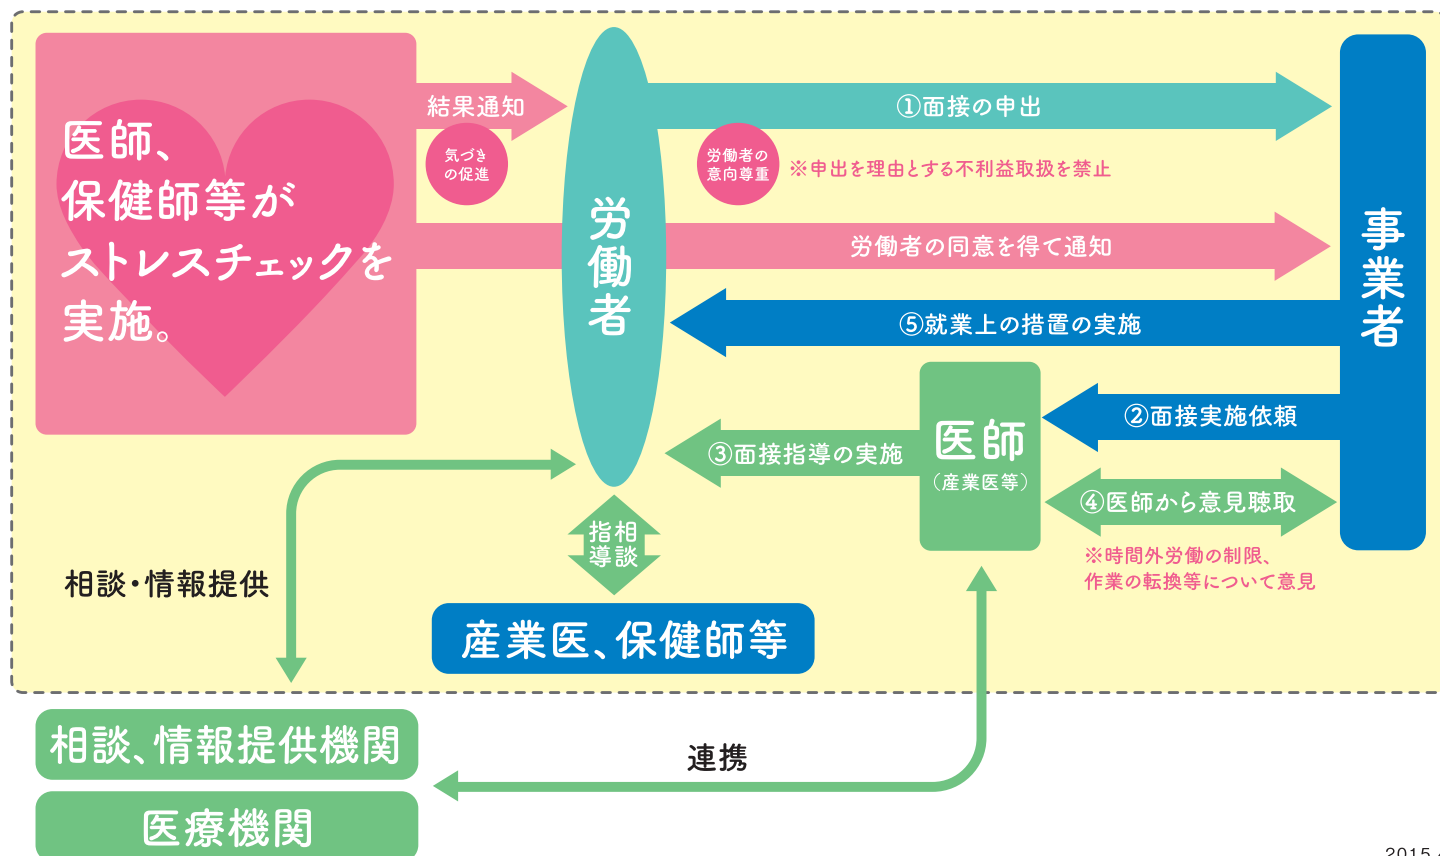 医師、
保健師等が
ストレスチェックを
実施。
結果通知
気づき
の促進
労働者
①面接の申出
労働者の
意向尊重
※申出を理由とする不利益取扱を禁止
労働者の同意を得て通知
⑤就業上の措置の実施
事業者
②面接実施依頼
医師
（産業医等）
③面接指導の実施
④医師から意見聴取
※時間外労働の制限、
作業の転換等について意見
相談
指導
相談・情報提供
産業医、保健師等
相談、情報提供機関
連携
医療機関
2015